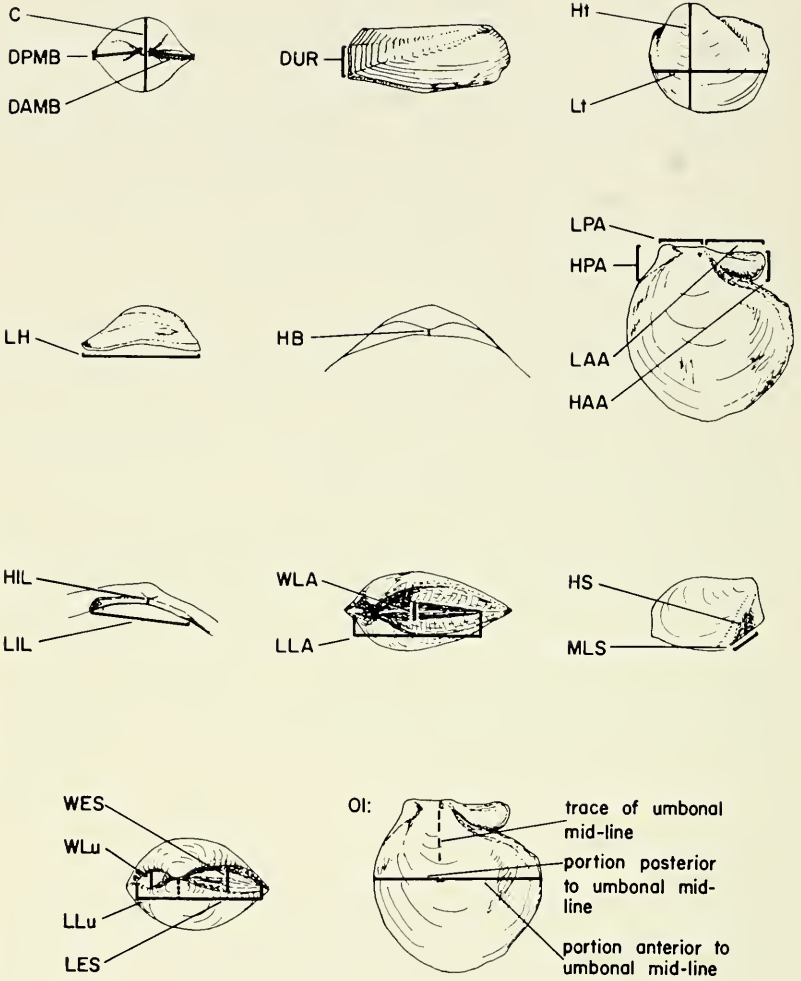 C
DPMB
DAMB
DUR
Ht
Lt
LH
HB
LPA
HPA
LAA
HAA
HIL
LIL
WLA
LLA
HS
MLS
WES
WLu
LLu
LES
OI:
trace of umbonal
mid-line
portion posterior
to umbonal mid-
line
portion anterior to
umbonal mid-line